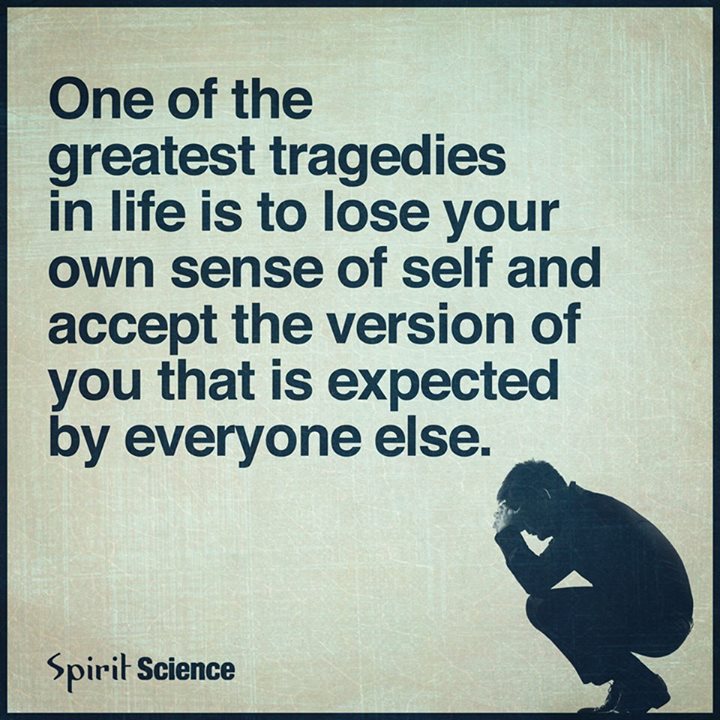 One of the
greatest tragedies
in life is to lose your
own sense of self and
accept the version of
you that is expected
by everyone else.
Spirit Science